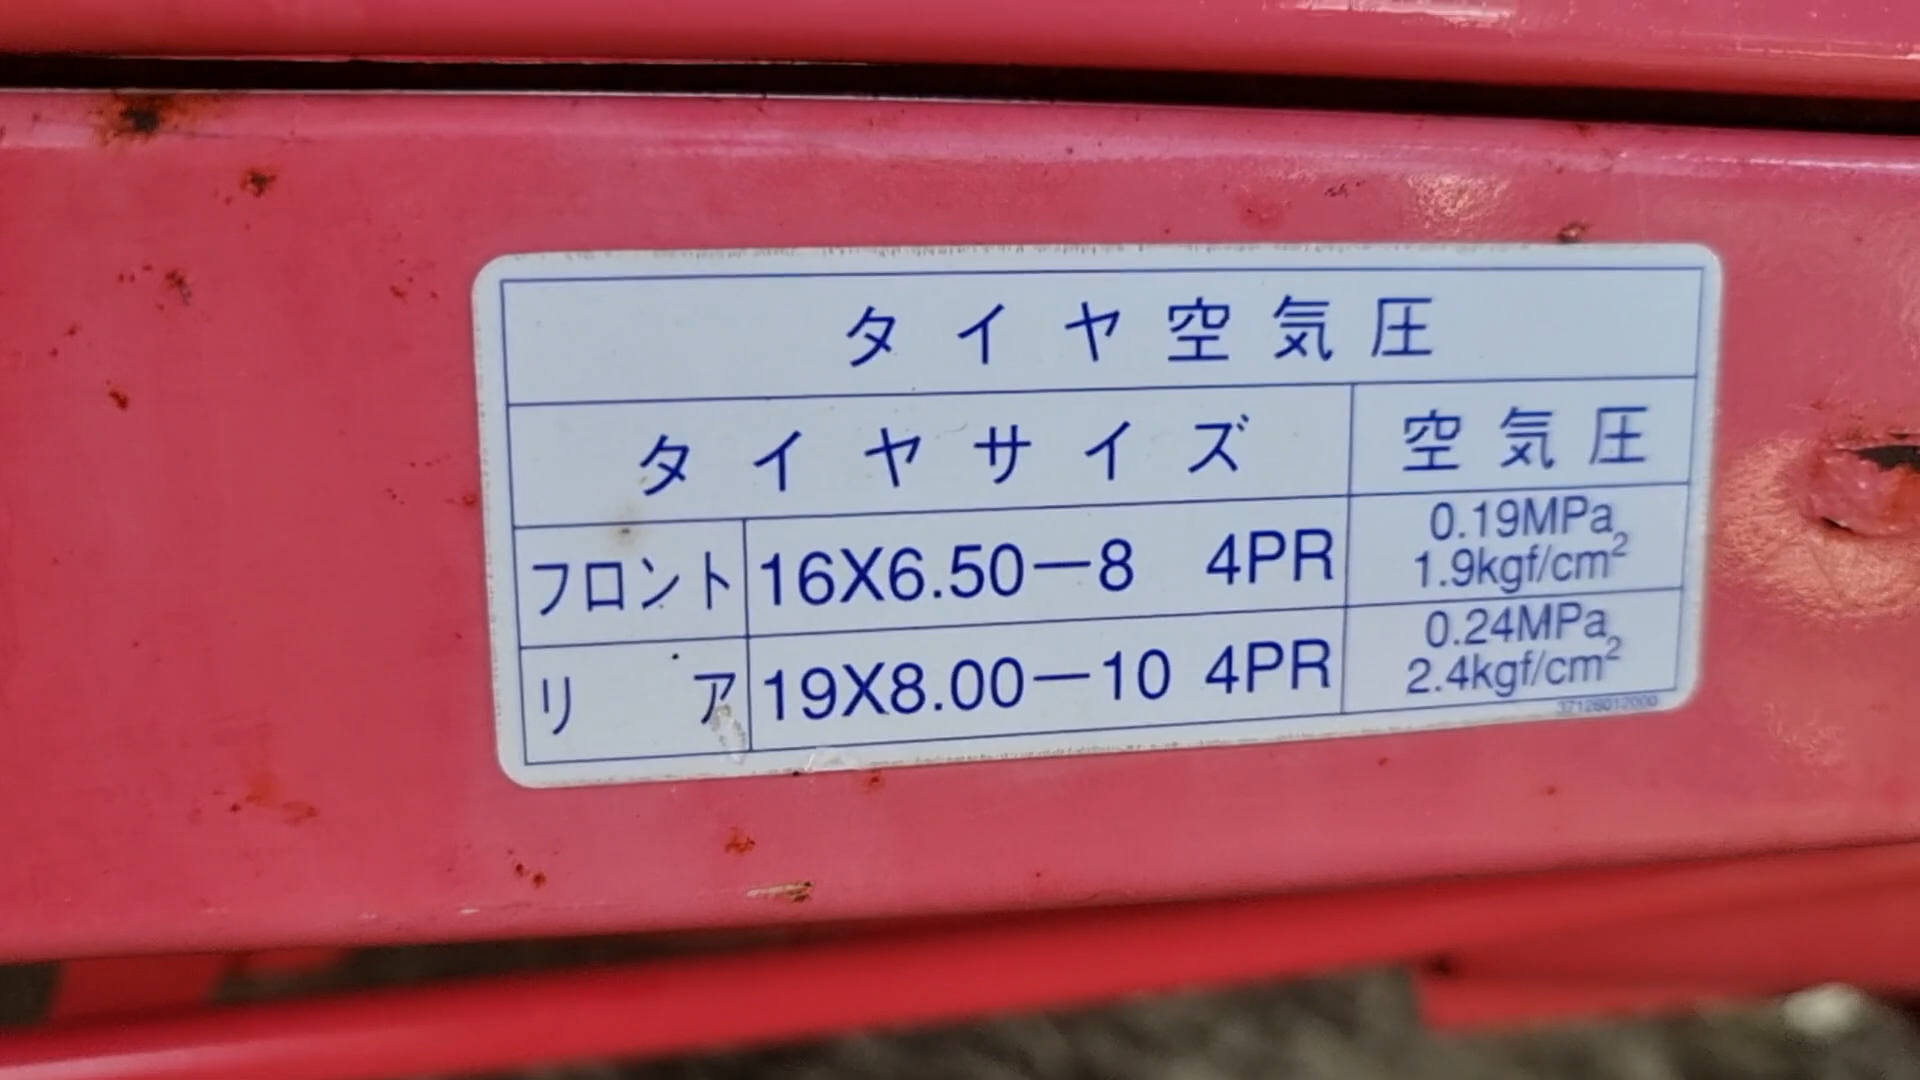 タイヤ空気圧
タイヤサイズ 空気圧
フロント 16X6.50－8 4PR 0.19MPa
1.9kgf/cm²
リア 19X8.00－10 4PR 0.24MPa
2.4kgf/cm²